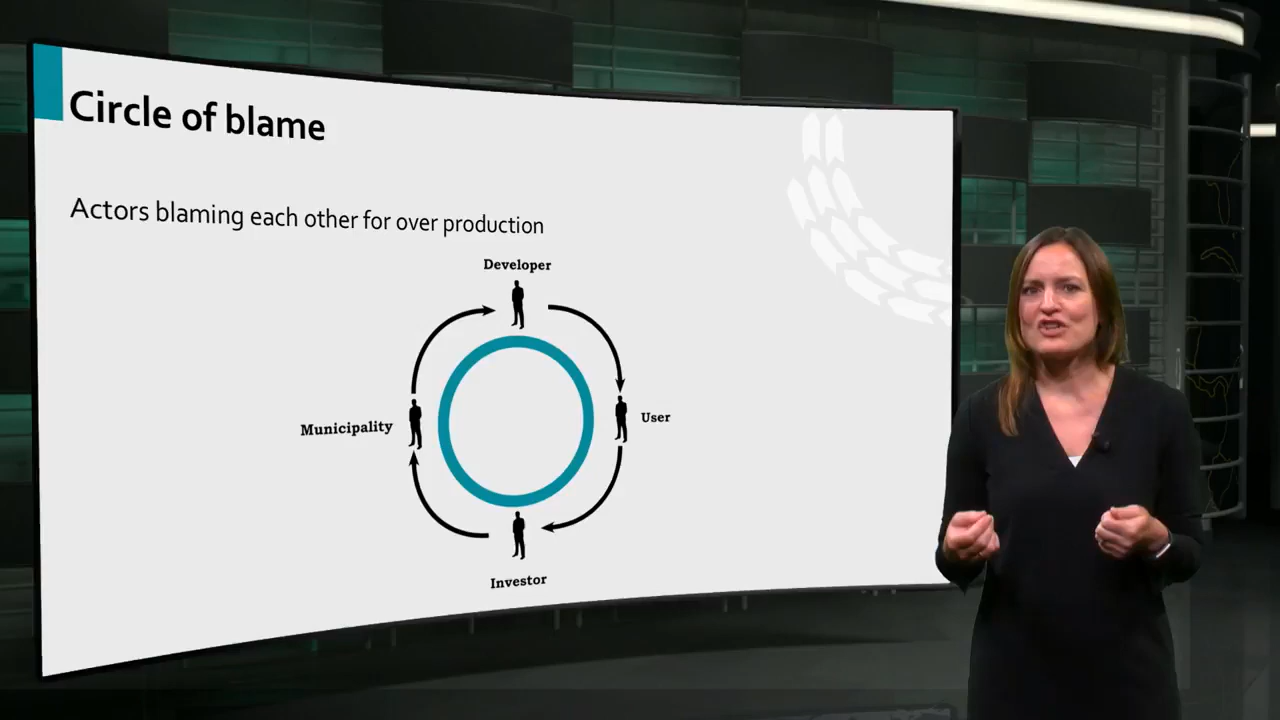 Circle of blame
Actors blaming each other for over production
Developer
Municipality
User
Investor